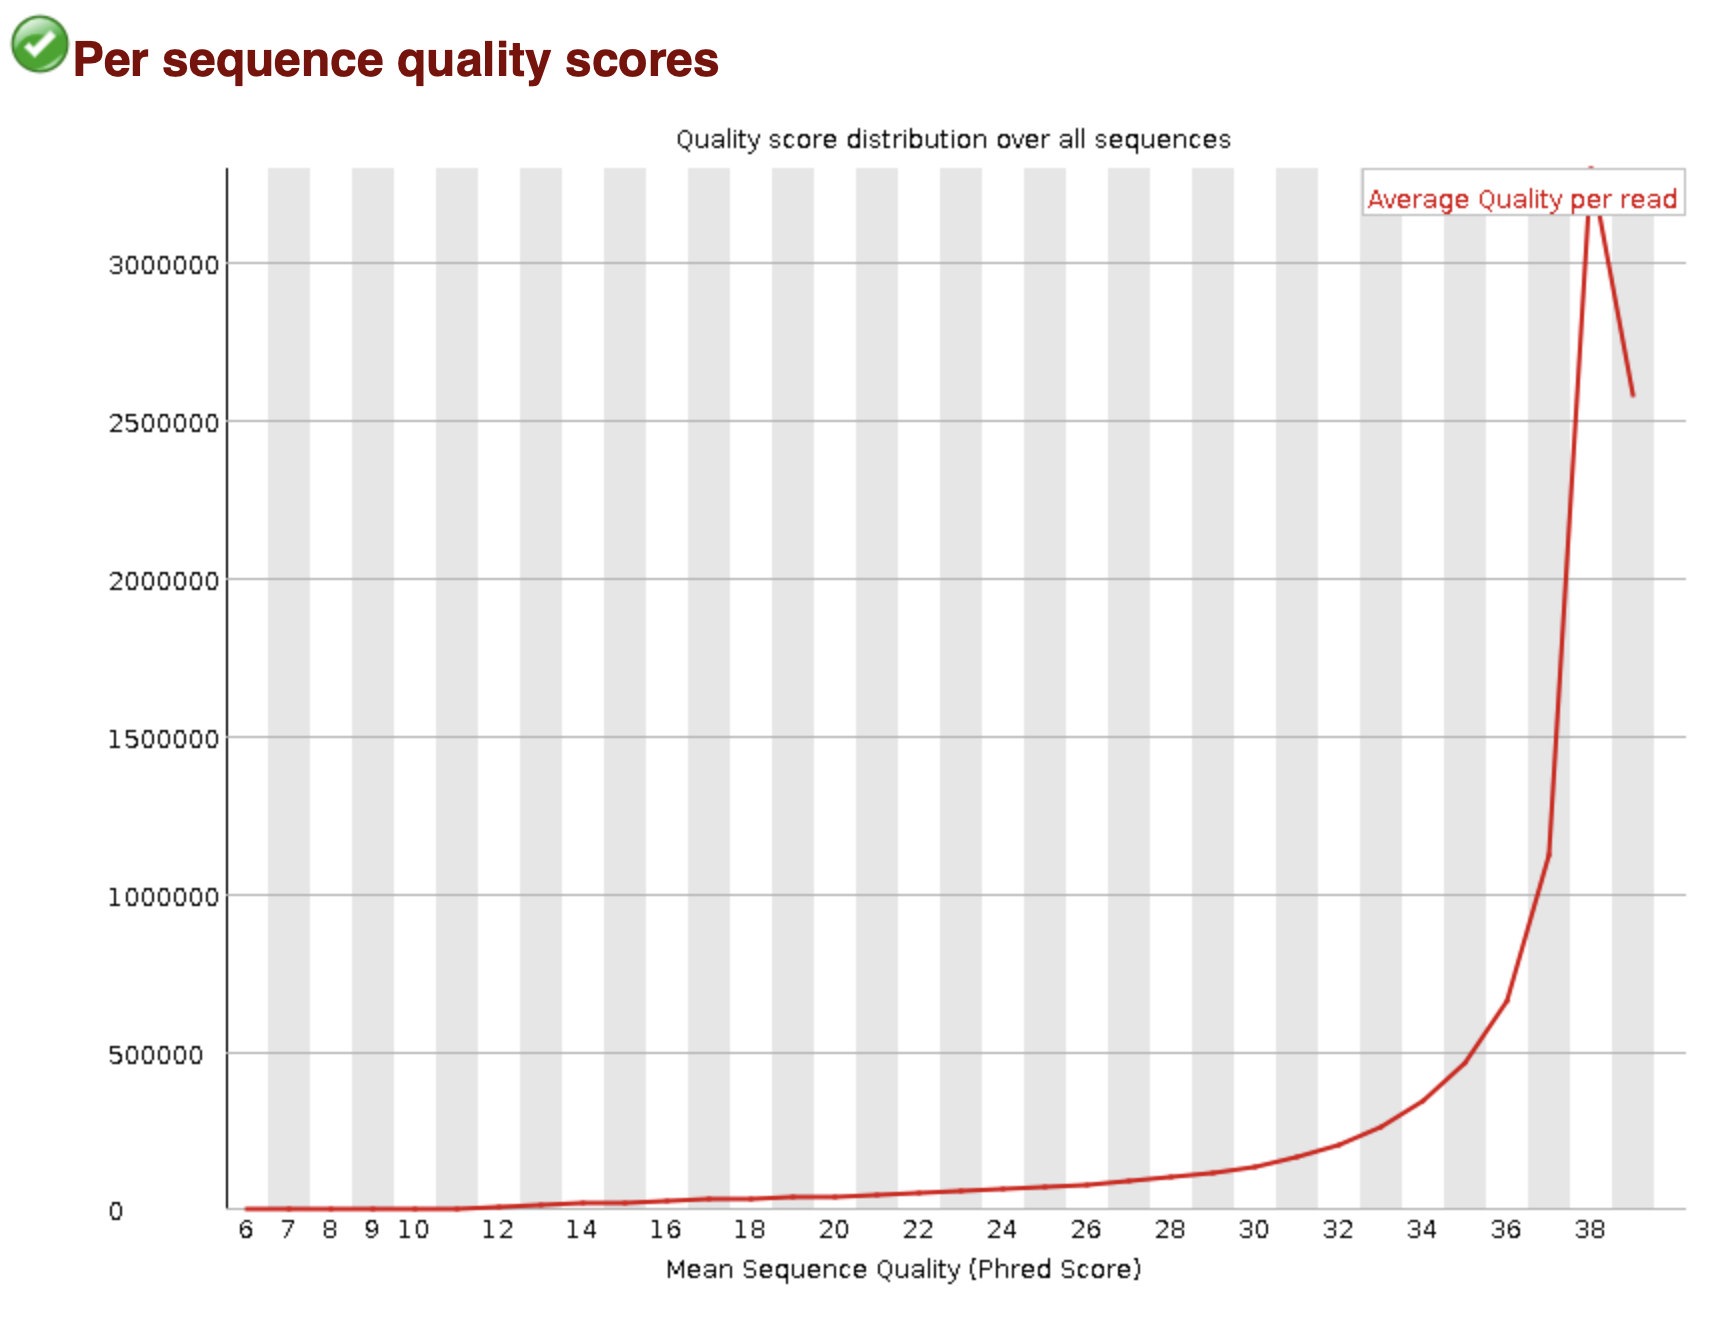 Per sequence quality scores
Quality score distribution over all sequences
Average Quality per read
3000000
2500000
2000000
1500000
1000000
500000
0
6 7 8 9 10 12 14 16 18 20 22 24 26 28 30 32 34 36 38
Mean Sequence Quality (Phred Score)